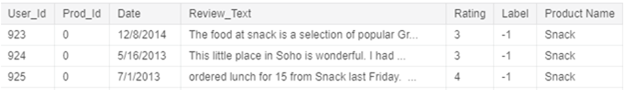 User_Id Prod_Id Date Review_Text Rating Label Product Name
923 0 12/8/2014 The food at snack is a selection of popular Gr... 3 -1 Snack
924 0 5/16/2013 This little place in Soho is wonderful. I had ... 3 -1 Snack
925 0 7/1/2013 ordered lunch for 15 from Snack last Friday. ... 4 -1 Snack